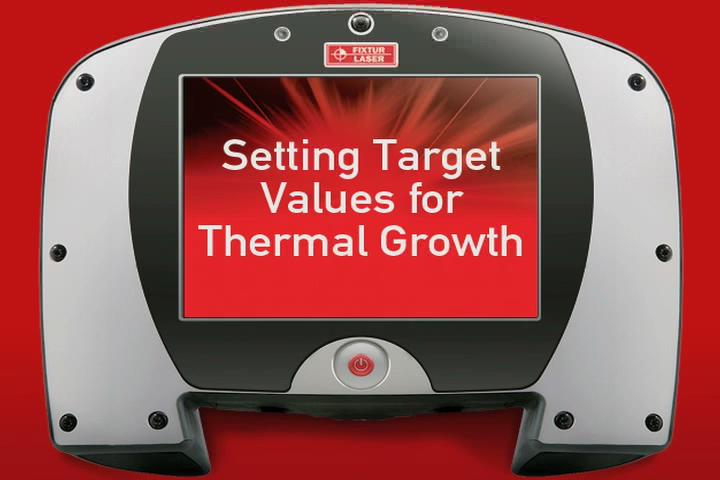 FIXTUR
LASER
Setting Target
Values for
Thermal Growth